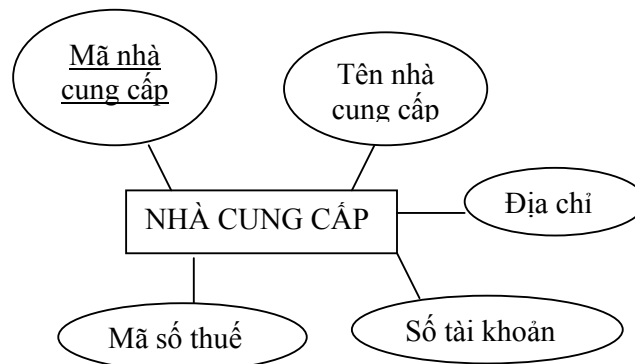 Mã nhà
cung cấp
Tên nhà
cung cấp
NHÀ CUNG CẤP
Địa chỉ
Mã số thuế
Số tài khoản